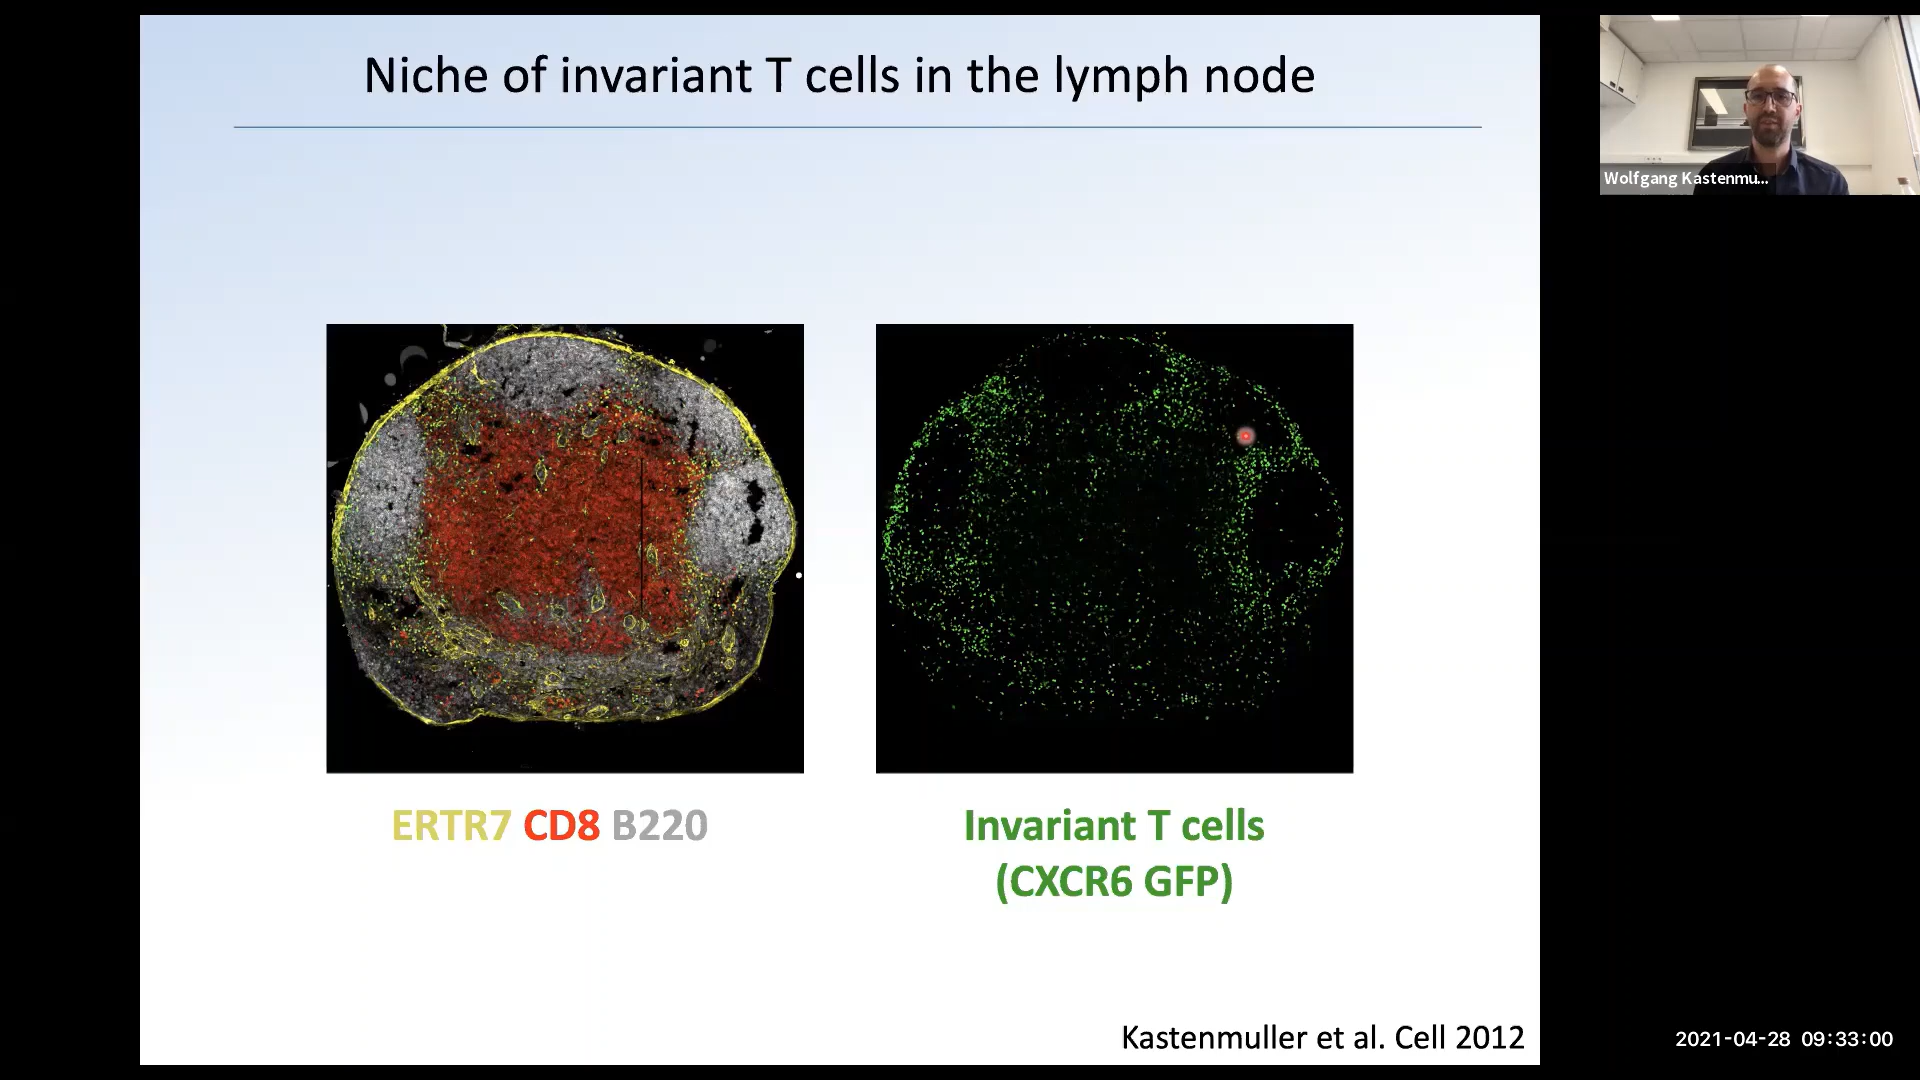 Niche of invariant T cells in the lymph node
Wolfgang Kastenmu...
ERTR7 CD8 B220
Invariant T cells
(CXCR6 GFP)
Kastenmuller et al. Cell 2012
2021-04-28 09:33:00